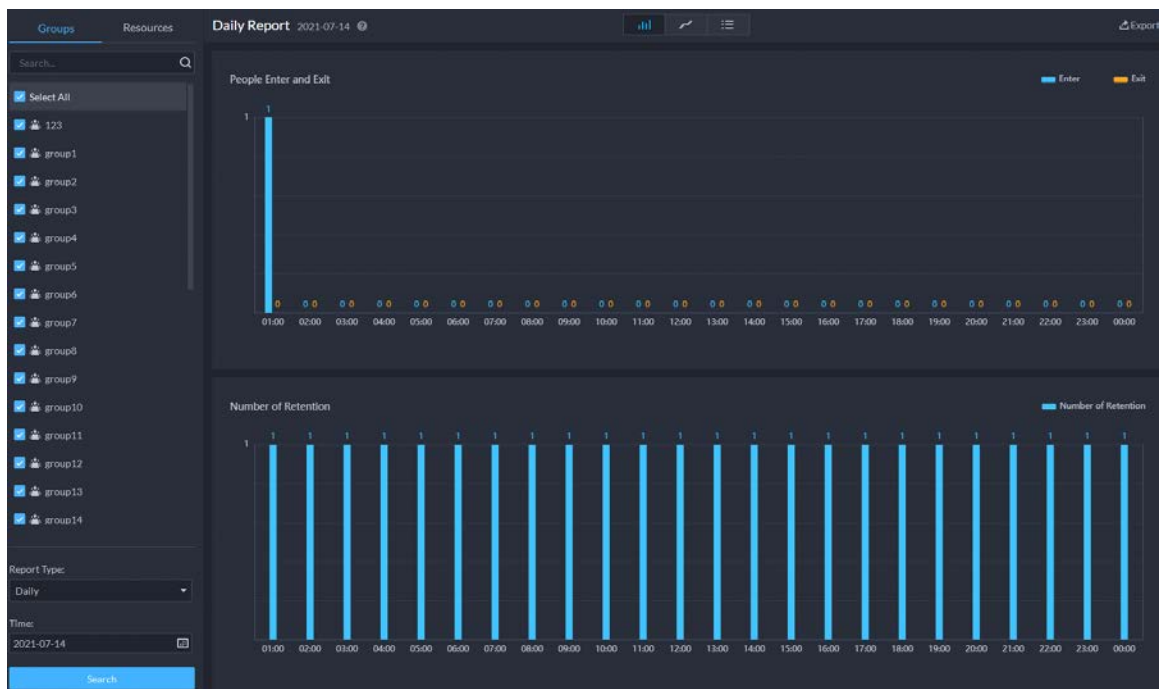 Groups Resources
Search...
Select All
123
group1
group2
group3
group4
group5
group6
group7
group8
group9
group10
group11
group12
group13
group14
Report Type:
Daily
Time:
2021-07-14
Search
Daily Report 2021-07-14
Export
People Enter and Exit
Enter Exit
1
1
0 0 0 0 0 0 0 0 0 0 0 0 0 0 0 0 0 0 0 0 0 0 0 0 0 0 0 0 0 0 0 0 0 0 0 0 0 0 0 0 0 0 0 0 0 0 0
01:00 02:00 03:00 04:00 05:00 06:00 07:00 08:00 09:00 10:00 11:00 12:00 13:00 14:00 15:00 16:00 17:00 18:00 19:00 20:00 21:00 22:00 23:00 00:00
Number of Retention
Number of Retention
1 1 1 1 1 1 1 1 1 1 1 1 1 1 1 1 1 1 1 1 1 1 1 1
1
01:00 02:00 03:00 04:00 05:00 06:00 07:00 08:00 09:00 10:00 11:00 12:00 13:00 14:00 15:00 16:00 17:00 18:00 19:00 20:00 21:00 22:00 23:00 00:00